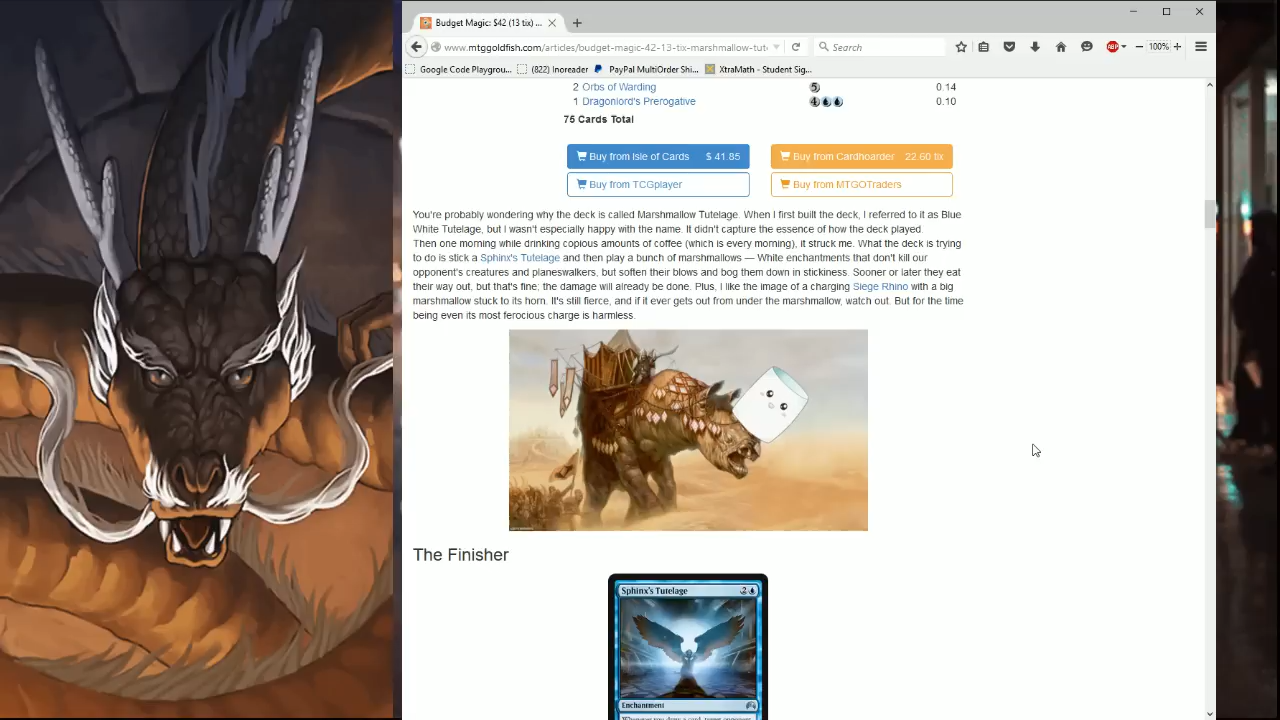 Budget Magic: $42 (13 tix) ...
www.mtggoldfish.com/articles/budget-magic-42-13-tix-marshmallow-tut
Search
ABP
100%
Google Code Playgrou...
(822) Inoreader
PayPal MultiOrder Shi...
XtraMath - Student Sig...
2 Orbs of Warding 5 0.14
1 Dragonlord's Prerogative 4 0.10
75 Cards Total
Buy from Isle of Cards $ 41.85
Buy from Cardhoarder 22.60 tix
Buy from TCGplayer
Buy from MTGOTraders
You're probably wondering why the deck is called Marshmallow Tutelage. When I first built the deck, I referred to it as Blue
White Tutelage, but I wasn't especially happy with the name. It didn't capture the essence of how the deck played.
Then one morning while drinking copious amounts of coffee (which is every morning), it struck me. What the deck is trying
to do is stick a Sphinx's Tutelage and then play a bunch of marshmallows — White enchantments that don't kill our
opponent's creatures and planeswalkers, but soften their blows and bog them down in stickiness. Sooner or later they eat
their way out, but that's fine; the damage will already be done. Plus, I like the image of a charging Siege Rhino with a big
marshmallow stuck to its horn. It's still fierce, and if it ever gets out from under the marshmallow, watch out. But for the time
being even its most ferocious charge is harmless.
The Finisher
Sphinx's Tutelage 2
Enchantment
Whenever you draw a card, target opponent